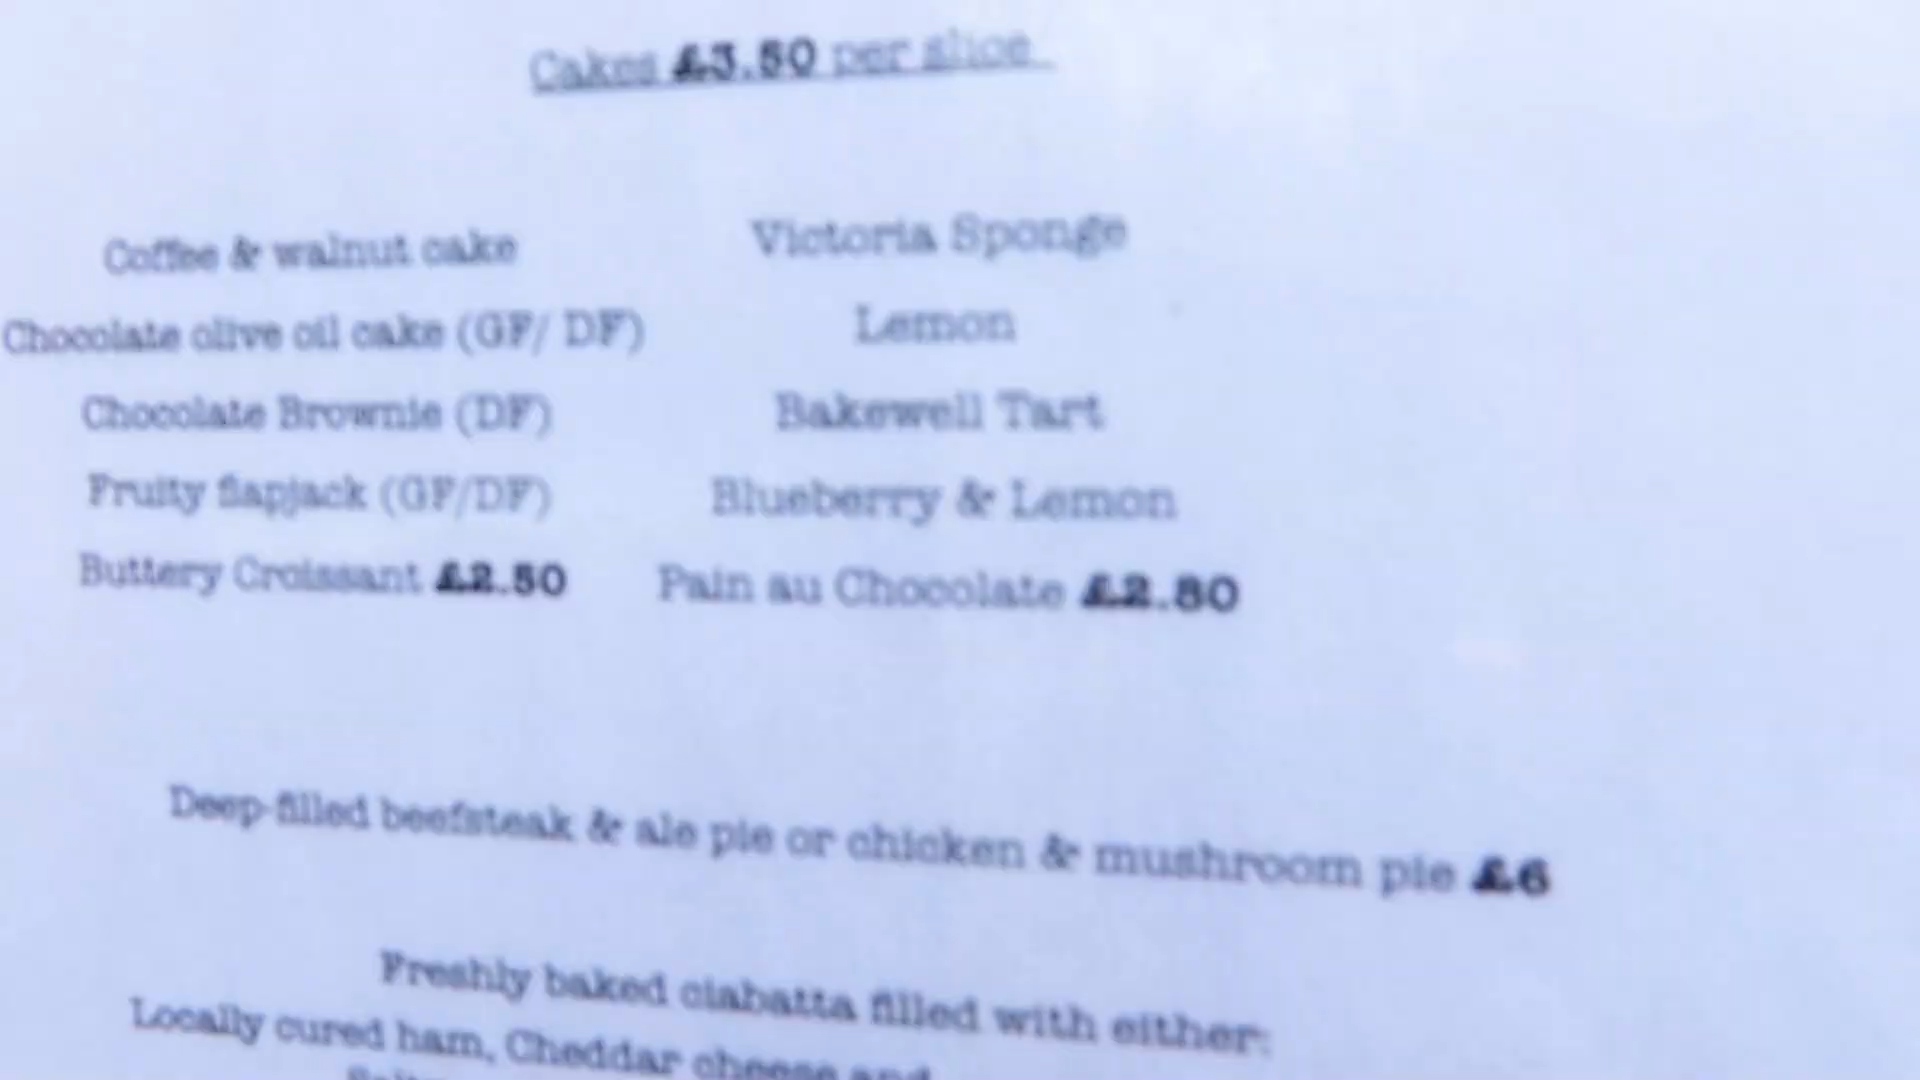 Cakes £3.50 per slice
Coffee & walnut cake
Victoria Sponge
Chocolate olive oil cake (GF/ DF)
Lemon
Chocolate Brownie (DF)
Bakewell Tart
Fruity flapjack (GF/DF)
Blueberry & Lemon
Buttery Croissant £2.50
Pain au Chocolate £2.80
Deep-filled beefsteak & ale pie or chicken & mushroom pie £6
Freshly baked ciabatta filled with either:
Locally cured ham, Cheddar cheese and